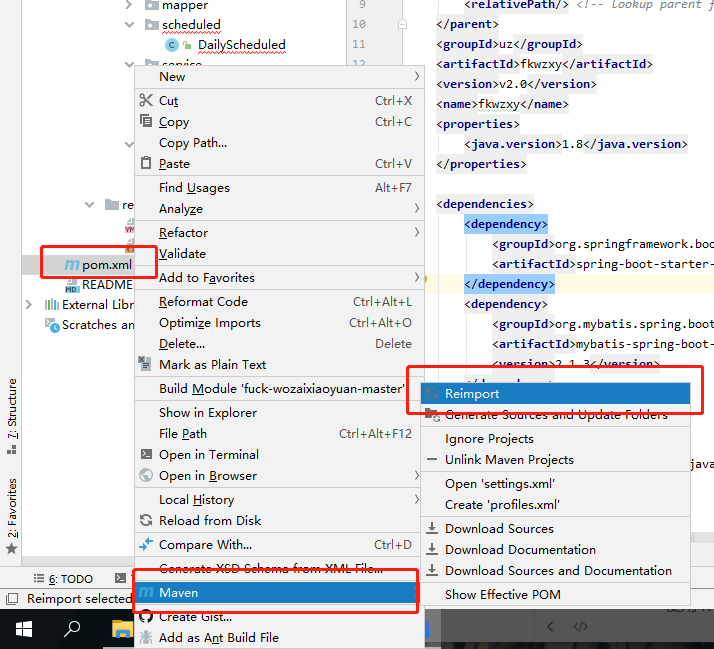 mapper
scheduled
DailyScheduled
service
re
pom.xml
README
External Libr
Scratches an
7: Structure
2: Favorites
6: TODO
Reimport selected
New
Cut Ctrl+X
Copy Ctrl+C
Copy Path...
Paste Ctrl+V
Find Usages Alt+F7
Analyze
Refactor
Validate
Add to Favorites
Reformat Code Ctrl+Alt+L
Optimize Imports Ctrl+Alt+O
Delete... Delete
Mark as Plain Text
Build Module 'fuck-wozaixiaoyuan-master'
Show in Explorer
File Path Ctrl+Alt+F12
Open in Terminal
Open in Browser
Local History
Reload from Disk
Compare With... Ctrl+D
Generate XSD Schema from XML File...
Maven
Create Gist...
Add as Ant Build File
Reimport
Generate Sources and Update Folders
Ignore Projects
Unlink Maven Projects
Open 'settings.xml'
Create 'profiles.xml'
Download Sources
Download Documentation
Download Sources and Documentation
Show Effective POM
9 <relativePath/> <!-- lookup parent f
10 </parent>
11 <groupId>uz</groupId>
12 <artifactId>fkwzxy</artifactId>
<version>v2.0</version>
<name>fkwzxy</name>
<properties>
<java.version>1.8</java.version>
</properties>
<dependencies>
<dependency>
<groupId>org.springframework.boo
<artifactId>spring-boot-starter-
</dependency>
<dependency>
<groupId>org.mybatis.spring.boot
<artifactId>mybatis-spring-boot-
<version>2.1.3</version>
java